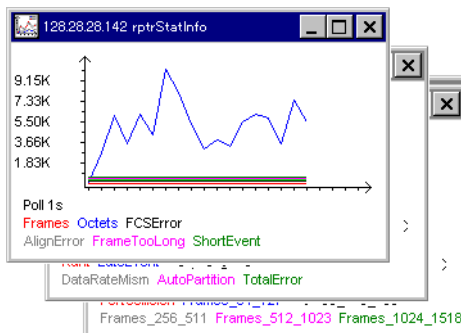 128.28.28.142 rptrStatInfo
9.15K
7.33K
5.50K
3.66K
1.83K
Poll 1s
Frames Octets FCSError
AlignError FrameTooLong ShortEvent
DataRateMism AutoPartition TotalError
Frames_256_511 Frames_512_1023 Frames_1024_1518